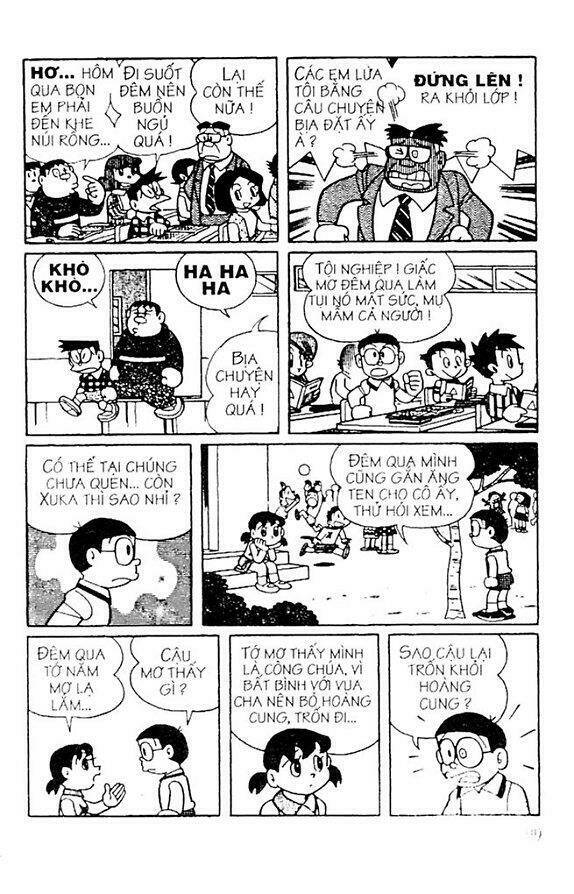 HƠ... HÔM
QUA BỌN
EM PHẢI
ĐẾN KHE
NÚI RỒNG...
ĐI SUỐT
ĐÊM NÊN
BUỒN
NGỦ
QUÁ !
LẠI
CÒN THẾ
NỮA !
CÁC EM LỪA
TÔI BẰNG
CÂU CHUYỆN
BỊA ĐẶT ẤY
À ?
ĐỨNG LÊN !
RA KHỎI LỚP !
KHÒ
KHÒ...
HA HA
HA
BỊA
CHUYỆN
HAY
QUÁ !
TỘI NGHIỆP ! GIẤC
MƠ ĐÊM QUA LÀM
TỤI NÓ MẤT SỨC, MỤ
MẪM CẢ NGƯỜI !
CÓ THỂ TẠI CHÚNG
CHƯA QUEN... CÒN
XUKA THÌ SAO NHỈ ?
ĐÊM QUA MÌNH
CŨNG GẮN ĂNG
TEN CHO CÔ ẤY,
THỬ HỎI XEM...
ĐÊM QUA
TỚ NẰM
MƠ LẠ
LẮM...
CẬU
MƠ THẤY
GÌ ?
TỚ MƠ THẤY MÌNH
LÀ CÔNG CHÚA, VÌ
BẤT BÌNH VỚI VUA
CHA NÊN BỎ HOÀNG
CUNG, TRỐN ĐI...
SAO CẬU LẠI
TRỐN KHỎI
HOÀNG
CUNG ?